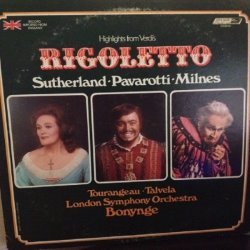 Highlights from Verdi's
RIGOLETTO
Sutherland · Pavarotti · Milnes
Tourangeau · Talvela
London Symphony Orchestra
Bonynge